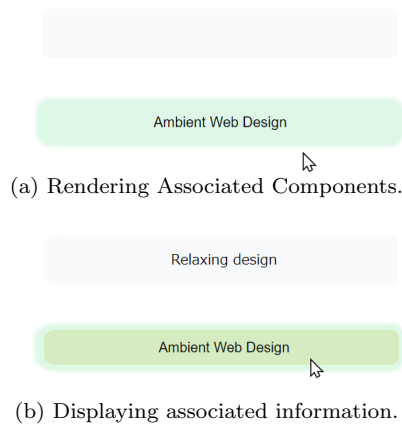 Ambient Web Design
(a) Rendering Associated Components.
Relaxing design
Ambient Web Design
(b) Displaying associated information.